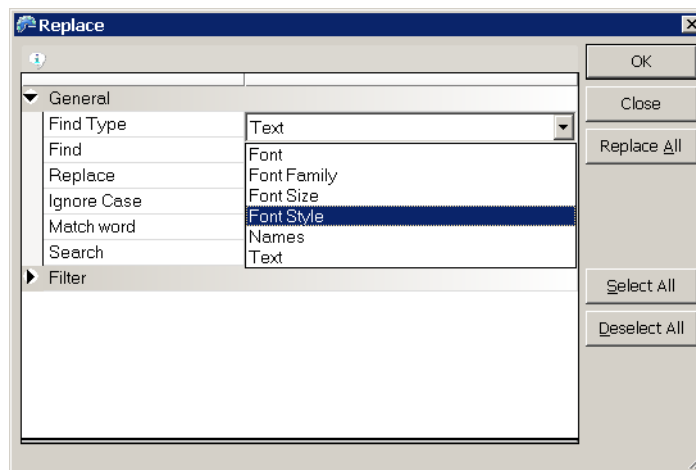 Replace
OK
Close
Replace All
Select All
Deselect All
General
Find Type
Text
Find
Replace
Ignore Case
Match word
Search
Font
Font Family
Font Size
Font Style
Names
Text
Filter